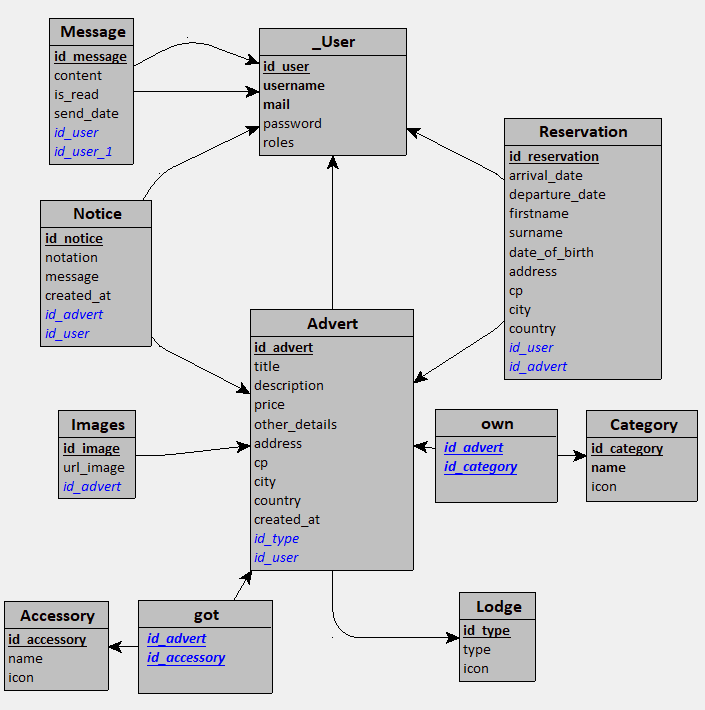 Message
id_message
content
is_read
send_date
id_user
id_user_1
_User
id_user
username
mail
password
roles
Reservation
id_reservation
arrival_date
departure_date
firstname
surname
date_of_birth
address
cp
city
country
id_user
id_advert
Notice
id_notice
notation
message
created_at
id_advert
id_user
Advert
id_advert
title
description
price
other_details
address
cp
city
country
created_at
id_type
id_user
Images
id_image
url_image
id_advert
own
id_advert
id_category
Category
id_category
name
icon
Accessory
id_accessory
name
icon
got
id_advert
id_accessory
Lodge
id_type
type
icon